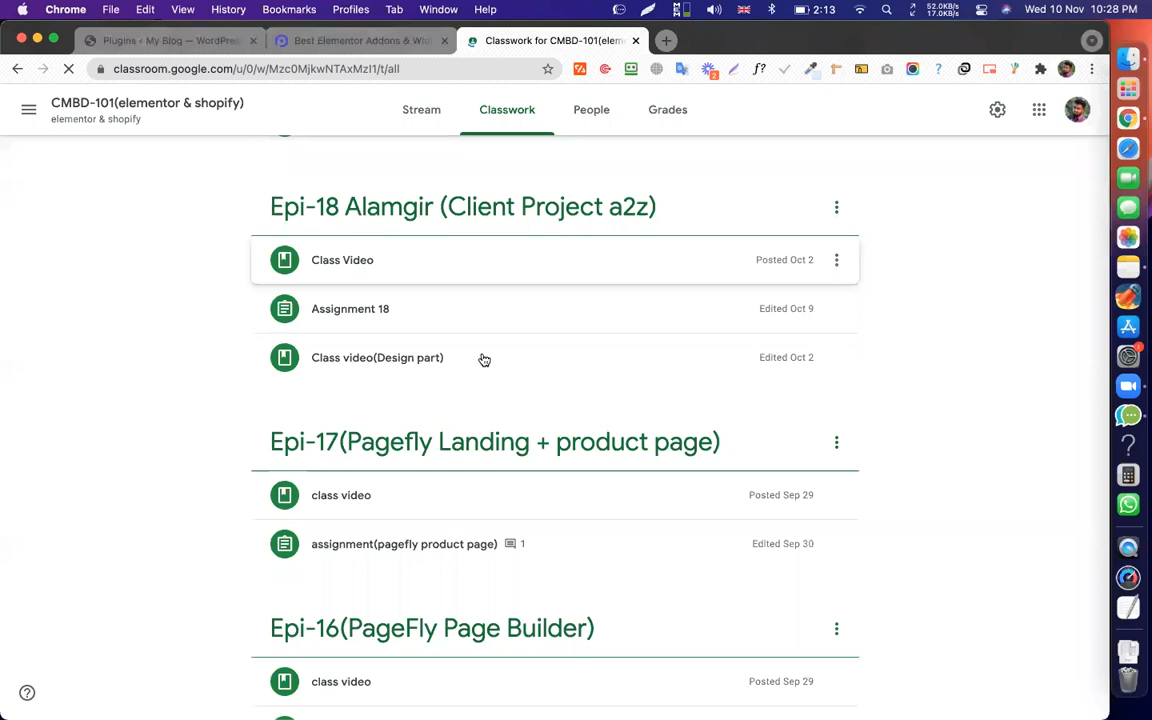 Chrome File Edit View History Bookmarks Profiles Tab Window Help 52.0KB/s 17.0KB/s 2:13 Wed 10 Nov 10:28 PM
Plugins ‹ My Blog — WordPre
Best Elementor Addons & Wi
Classwork for CMBD-101(elem
classroom.google.com/u/0/w/Mzc0MjkwNTAxMzI1/t/all
CMBD-101(elementor & shopify)
elementor & shopify
Stream Classwork People Grades
Epi-18 Alamgir (Client Project a2z)
Class Video Posted Oct 2
Assignment 18 Edited Oct 9
Class video(Design part) Edited Oct 2
Epi-17(Pagefly Landing + product page)
class video Posted Sep 29
assignment(pagefly product page) 1 Edited Sep 30
Epi-16(PageFly Page Builder)
class video Posted Sep 29